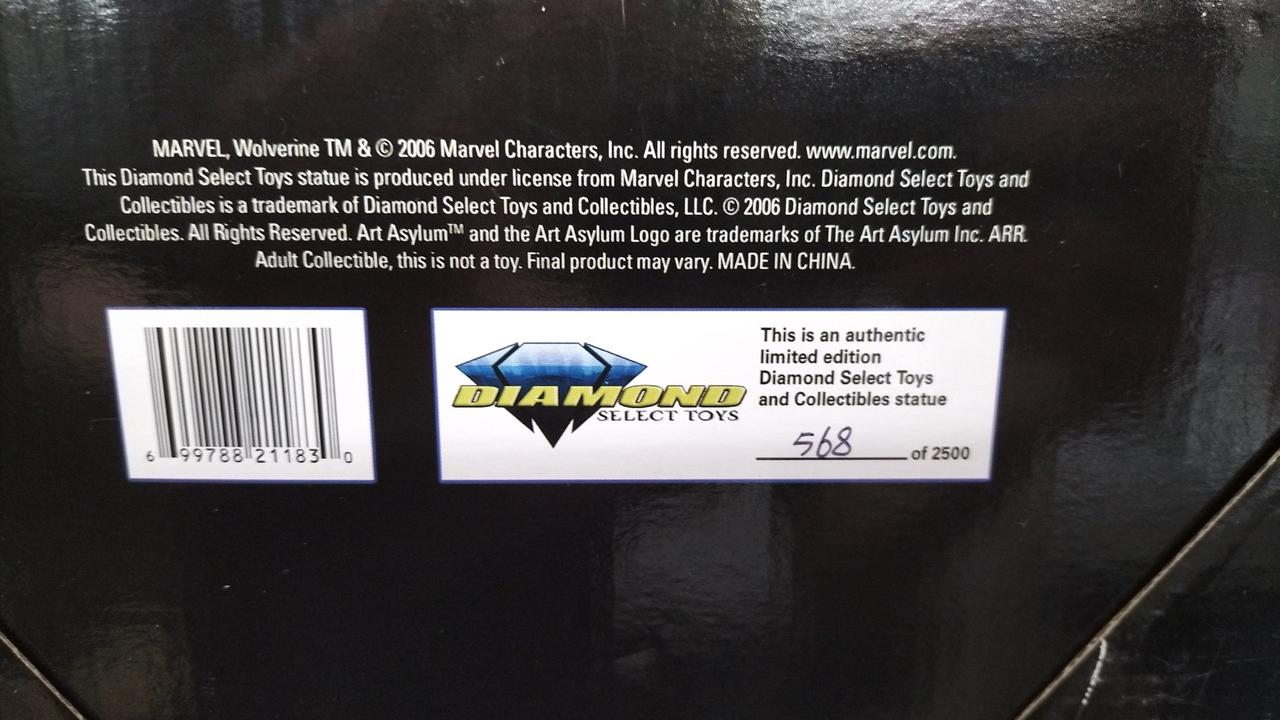 MARVEL, Wolverine TM & © 2006 Marvel Characters, Inc. All rights reserved. www.marvel.com.
This Diamond Select Toys statue is produced under license from Marvel Characters, Inc. Diamond Select Toys and
Collectibles is a trademark of Diamond Select Toys and Collectibles, LLC. © 2006 Diamond Select Toys and
Collectibles. All Rights Reserved. Art Asylum™ and the Art Asylum Logo are trademarks of The Art Asylum Inc. ARR.
Adult Collectible, this is not a toy. Final product may vary. MADE IN CHINA.
6 99788 21183 0
DIAMOND
SELECT TOYS
This is an authentic
limited edition
Diamond Select Toys
and Collectibles statue
568 of 2500